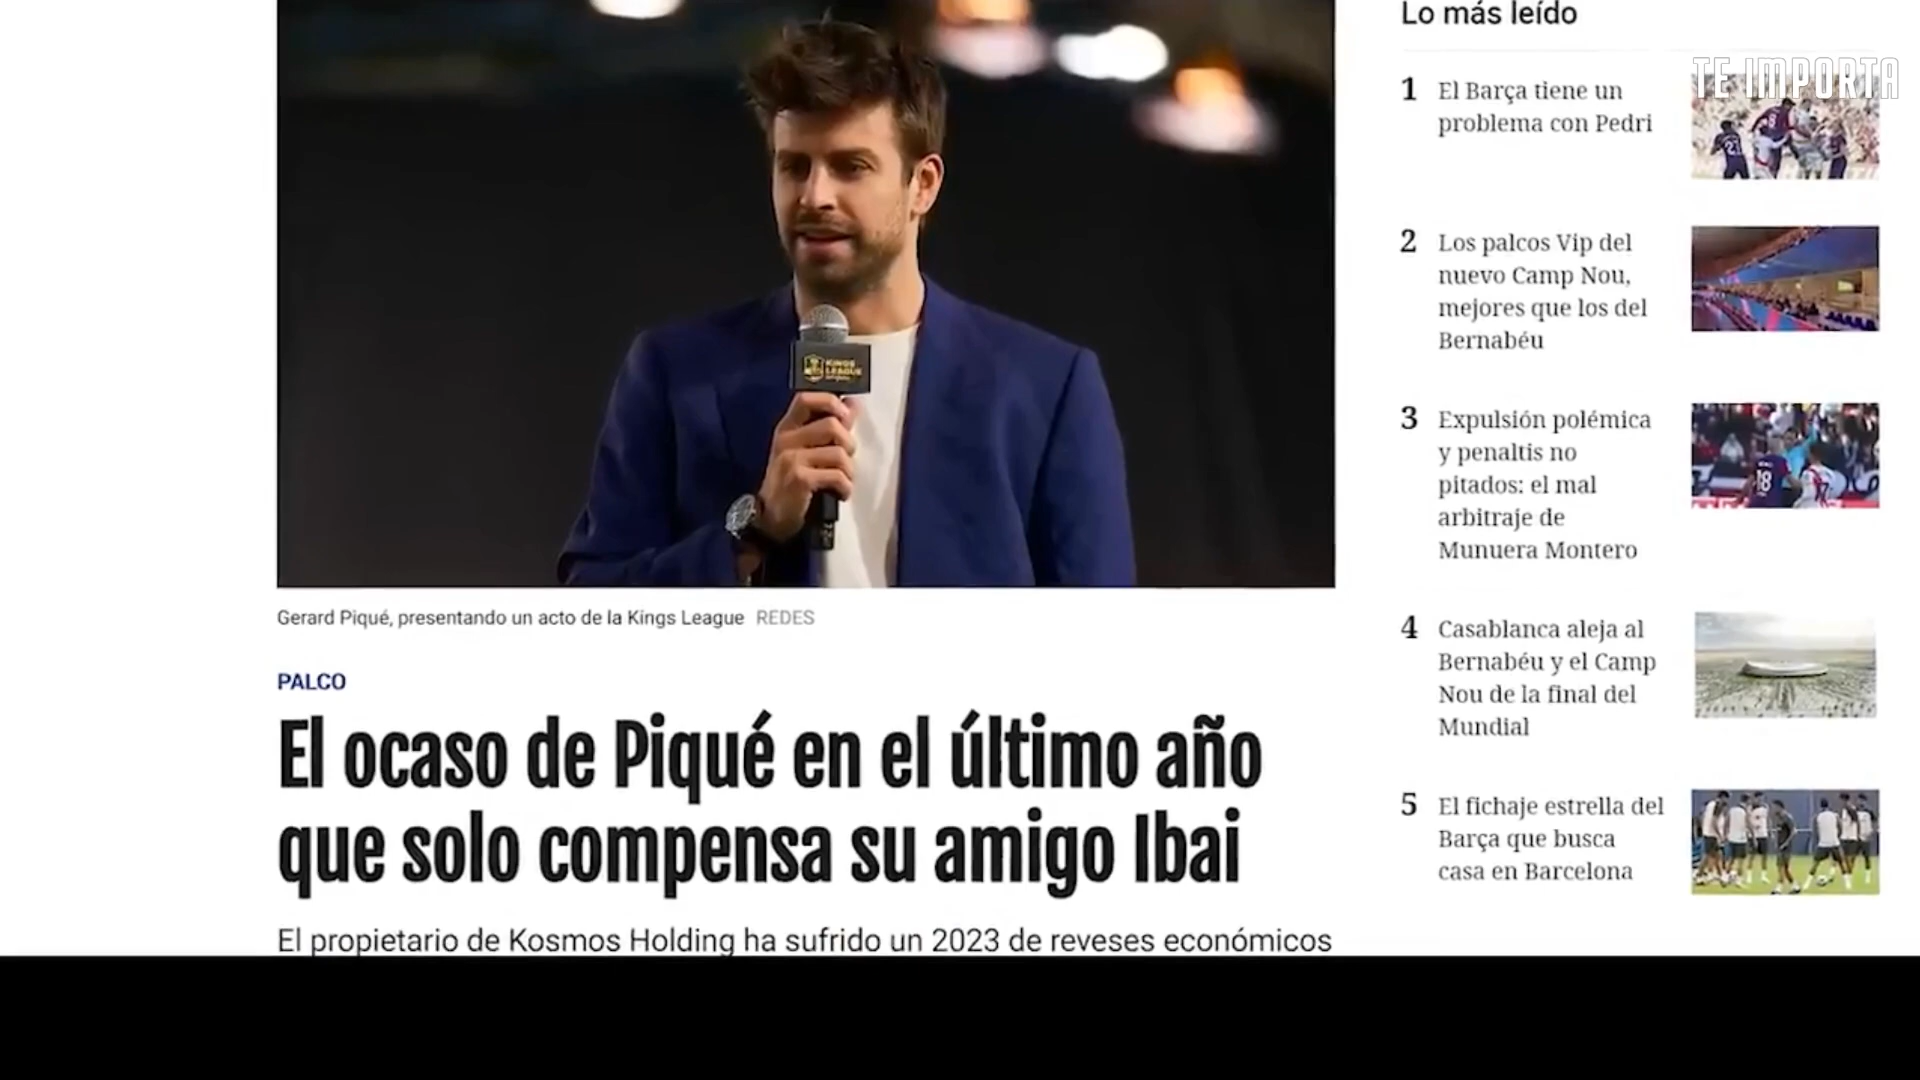 Lo más leído
TE IMPORTA
1 El Barça tiene un
problema con Pedri
2 Los palcos Vip del
nuevo Camp Nou,
mejores que los del
Bernabéu
3 Expulsión polémica
y penaltis no
pitados: el mal
arbitraje de
Munuera Montero
4 Casablanca aleja al
Bernabéu y el Camp
Nou de la final del
Mundial
5 El fichaje estrella del
Barça que busca
casa en Barcelona
KINGS
LEAGUE
Gerard Piqué, presentando un acto de la Kings League REDES
PALCO
El ocaso de Piqué en el último año
que solo compensa su amigo Ibai
El propietario de Kosmos Holding ha sufrido un 2023 de reveses económicos